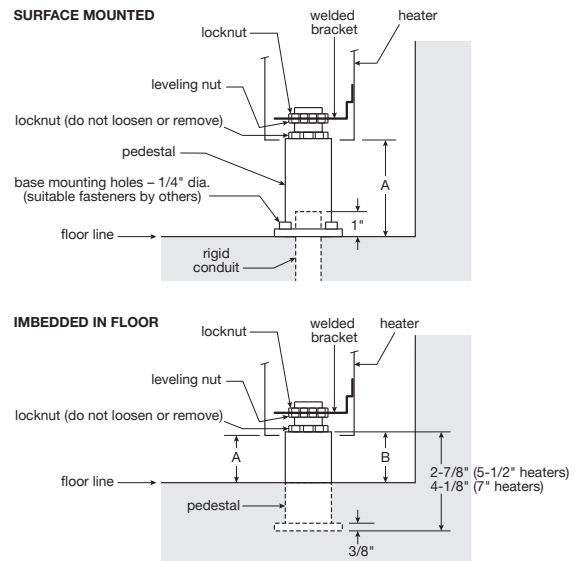 SURFACE MOUNTED
locknut
welded
bracket
heater
leveling nut
locknut (do not loosen or remove)
pedestal
A
base mounting holes – 1/4" dia.
(suitable fasteners by others)
1"
floor line
rigid
conduit
IMBEDDED IN FLOOR
locknut
welded
bracket
heater
leveling nut
locknut (do not loosen or remove)
A
B
2-7/8" (5-1/2" heaters)
4-1/8" (7" heaters)
floor line
pedestal
3/8"